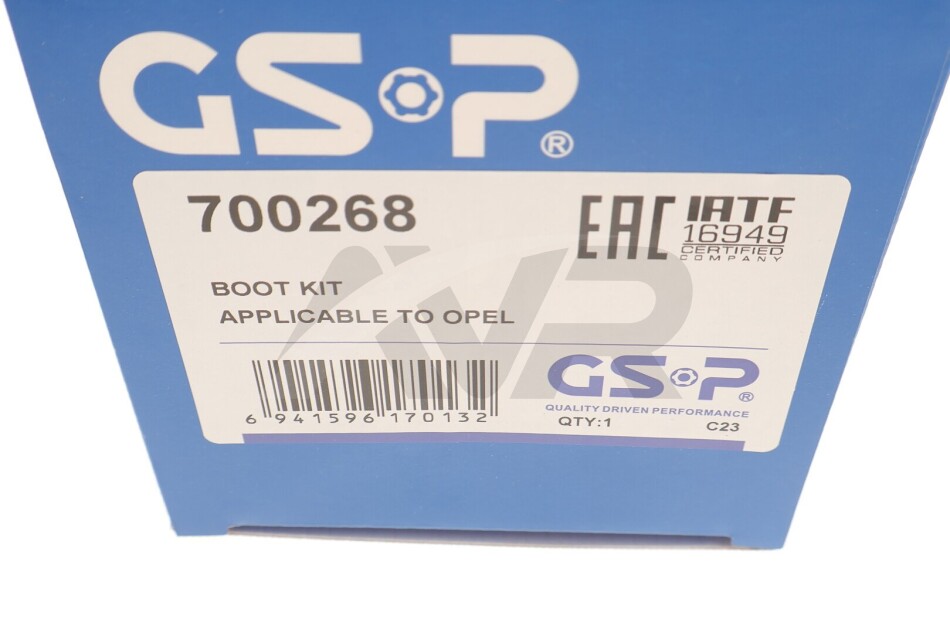 GSP®
700268
EAC
IATF
16949
CERTIFIED
COMPANY
BOOT KIT
APPLICABLE TO OPEL
VR
6 941596 170132
GSP®
QUALITY DRIVEN PERFORMANCE
QTY:1 C23